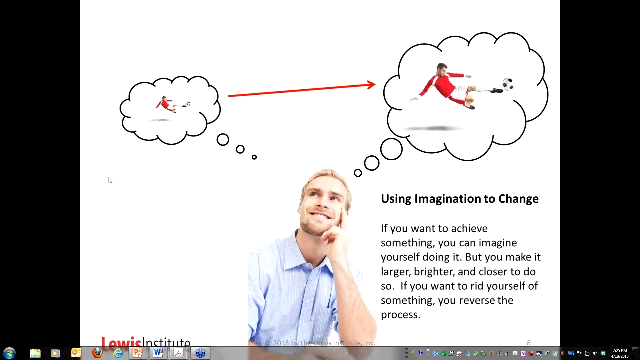 Using Imagination to Change
If you want to achieve
something, you can imagine
yourself doing it. But you make it
larger, brighter, and closer to do
so. If you want to rid yourself of
something, you reverse the
process.
LewisInstitute
8